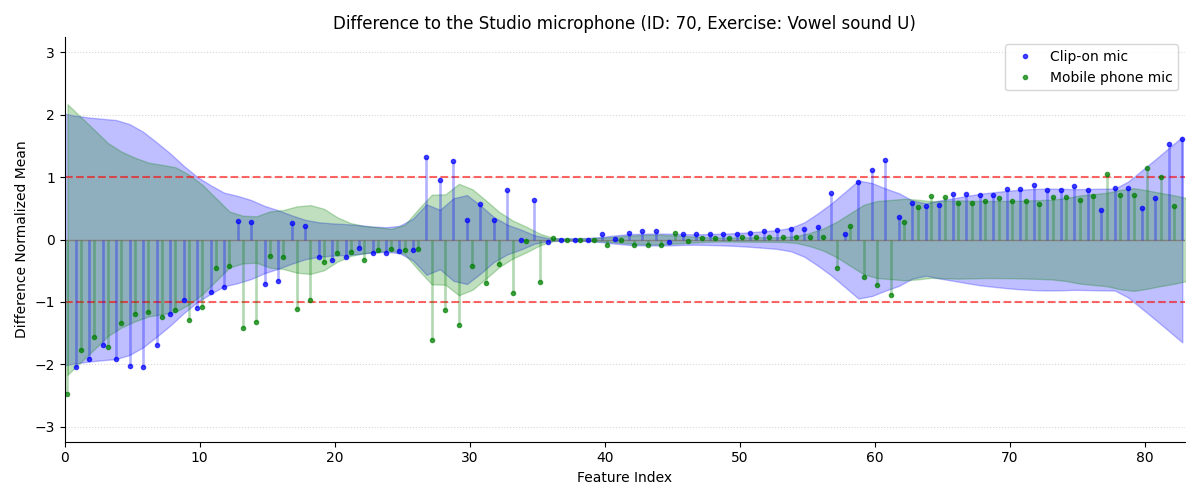 Difference to the Studio microphone (ID: 70, Exercise: Vowel sound U)
Clip-on mic
Mobile phone mic
Difference Normalized Mean
3
2
1
0
−1
−2
−3
0 10 20 30 40 50 60 70 80
Feature Index